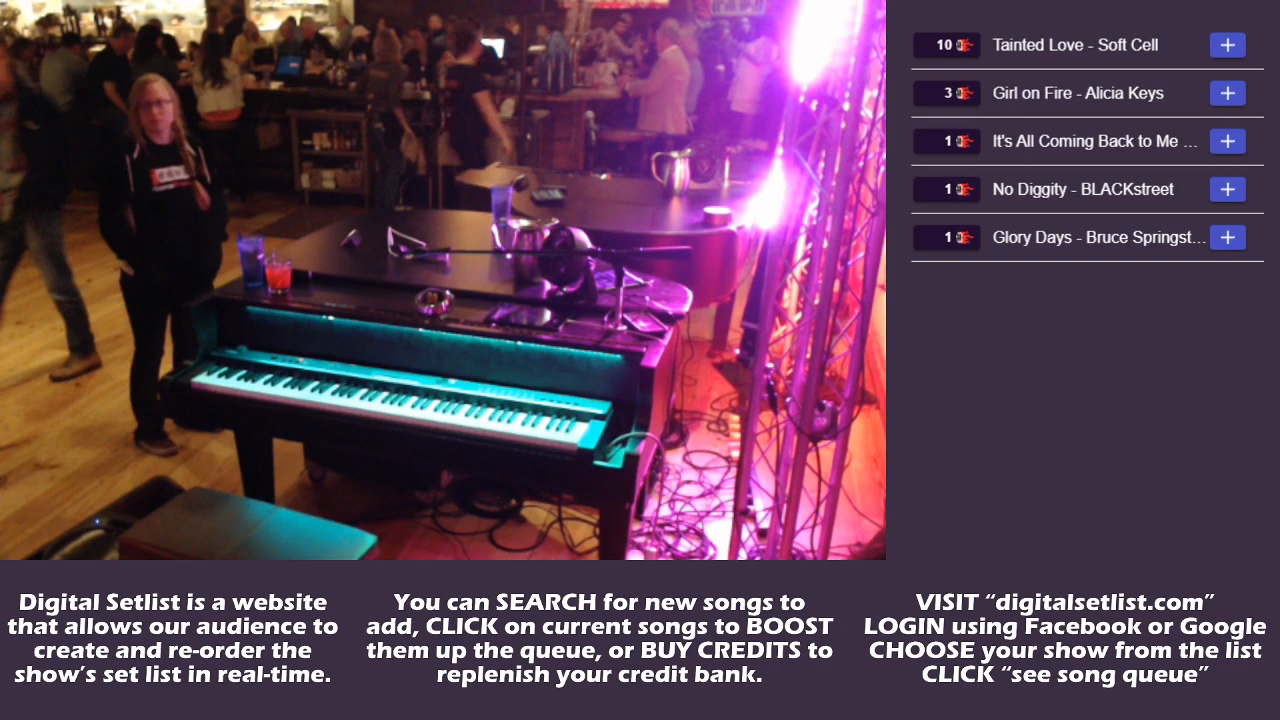 10 Tainted Love - Soft Cell
3 Girl on Fire - Alicia Keys
1 It's All Coming Back to Me ...
1 No Diggity - BLACKstreet
1 Glory Days - Bruce Springst...
Digital Setlist is a website
that allows our audience to
create and re-order the
show's set list in real-time.
You can SEARCH for new songs to
add, CLICK on current songs to BOOST
them up the queue, or BUY CREDITS to
replenish your credit bank.
VISIT “digitalsetlist.com”
LOGIN using Facebook or Google
CHOOSE your show from the list
CLICK “see song queue”